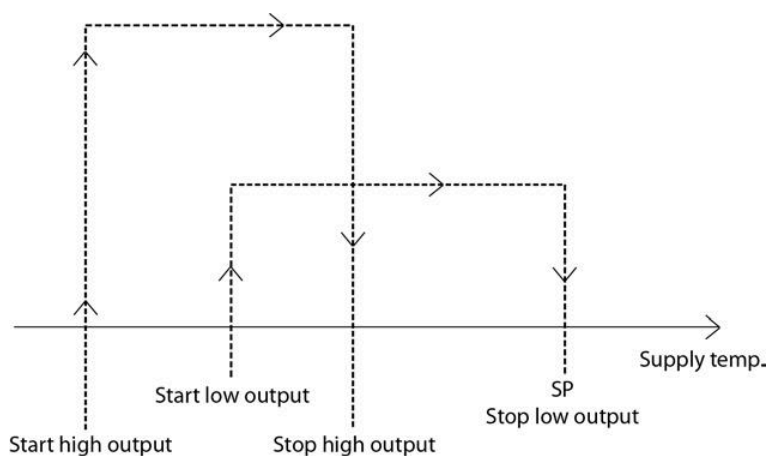 Supply temp.
Start low output
SP
Stop low output
Start high output
Stop high output